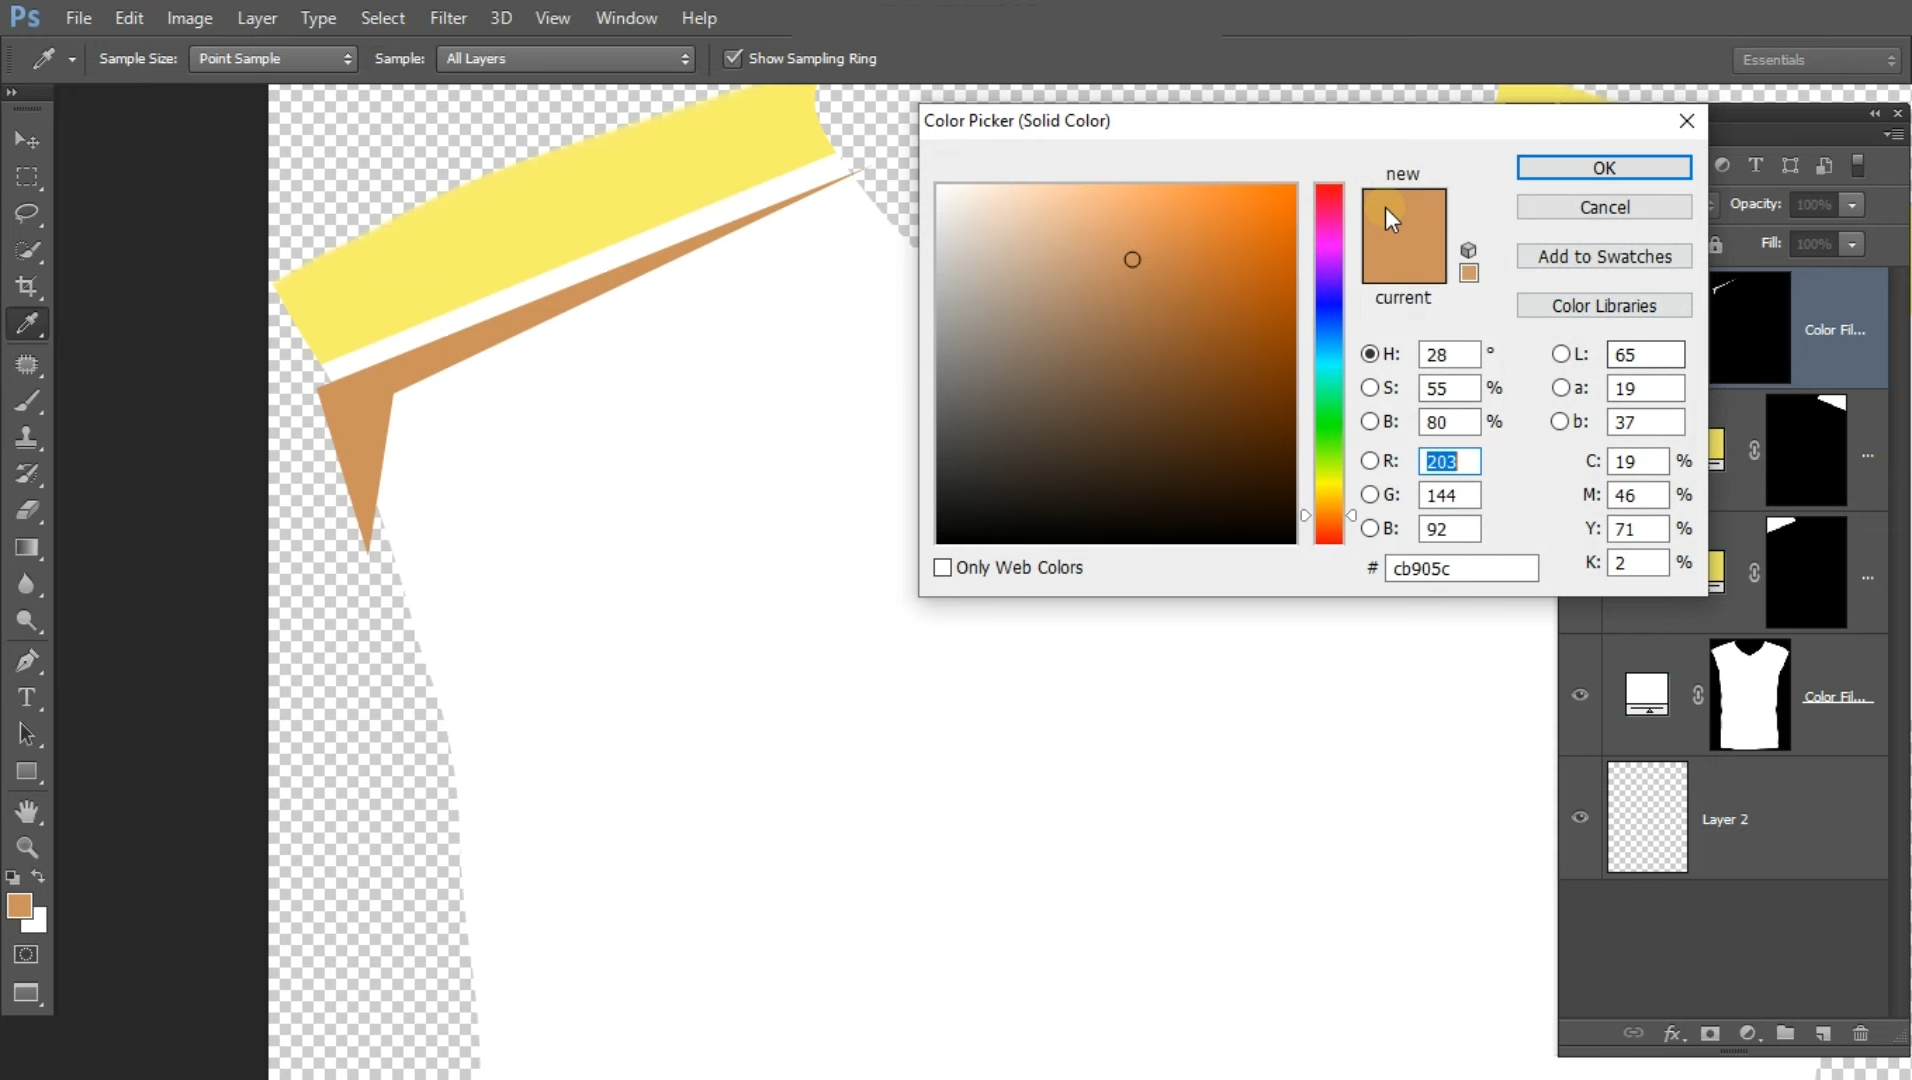 Ps File Edit Image Layer Type Select Filter 3D View Window Help
Sample Size: Point Sample Sample: All Layers Show Sampling Ring Essentials
Color Picker (Solid Color)
new
current
OK
Cancel
Add to Swatches
Color Libraries
H: 28 °
S: 55 %
B: 80 %
R: 203
G: 144
B: 92
L: 65
a: 19
b: 37
C: 19 %
M: 46 %
Y: 71 %
K: 2 %
Only Web Colors
# cb905c
T
Opacity: 100%
Fill: 100%
Color Fil...
...
...
Color Fil...
Layer 2
fx
T